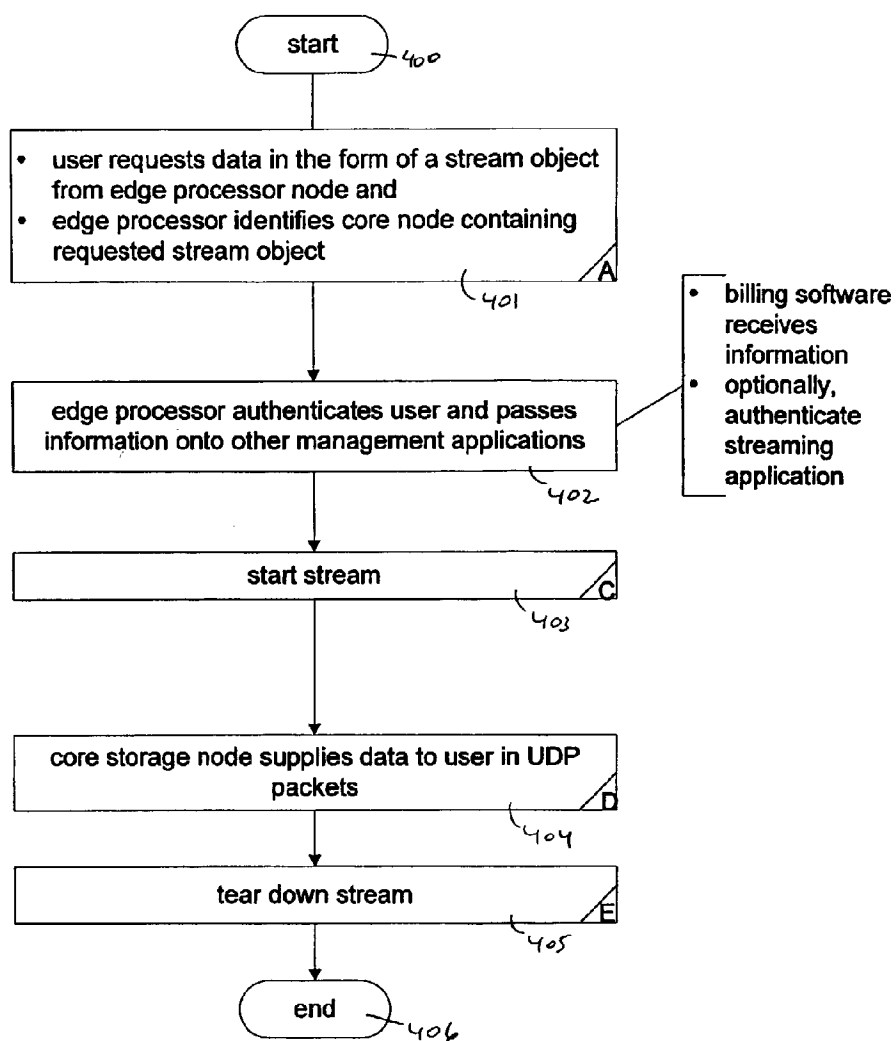 start
400
• user requests data in the form of a stream object
from edge processor node and
• edge processor identifies core node containing
requested stream object
A
401
• billing software
receives
information
• optionally,
authenticate
streaming
application
edge processor authenticates user and passes
information onto other management applications
402
start stream
C
403
core storage node supplies data to user in UDP
packets
D
404
tear down stream
E
405
end
406